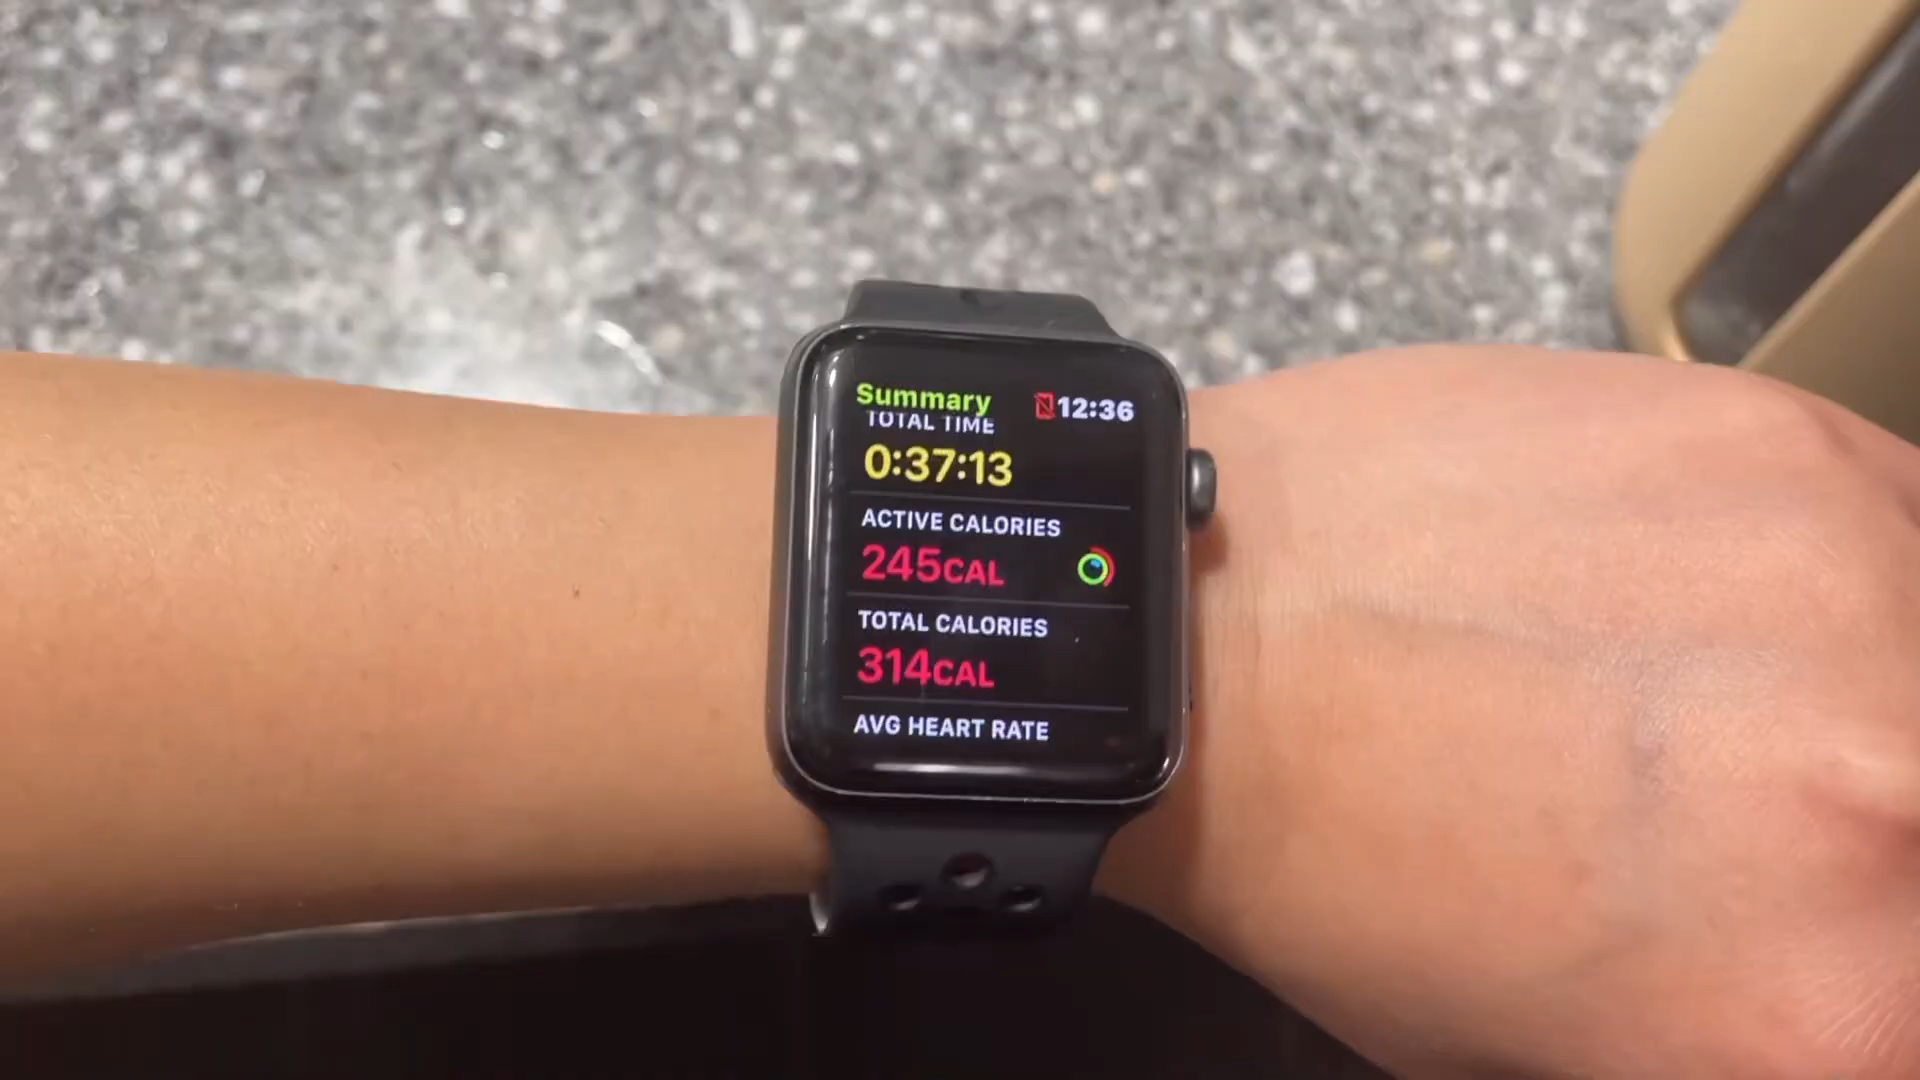 Summary 12:36
TOTAL TIME
0:37:13
ACTIVE CALORIES
245CAL
TOTAL CALORIES
314CAL
AVG HEART RATE